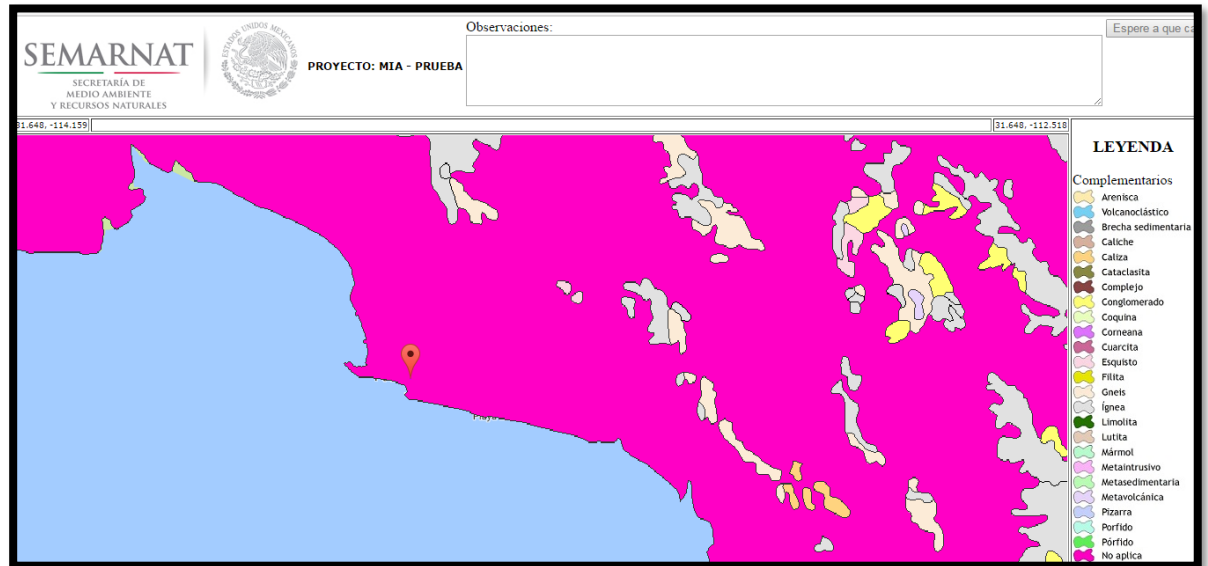 Observaciones:
Espere a que ca
SEMARNAT
SECRETARÍA DE
MEDIO AMBIENTE
Y RECURSOS NATURALES
ESTADOS UNIDOS MEXICANOS
PROYECTO: MIA - PRUEBA
31.648, -114.159
31.648, -112.518
LEYENDA
Complementarios
Arenisca
Volcanoclástico
Brecha sedimentaria
Caliche
Caliza
Cataclasita
Complejo
Conglomerado
Coquina
Corneana
Cuarcita
Esquisto
Filita
Gneis
Ígnea
Limolita
Lutita
Mármol
Metaintrusivo
Metasedimentaria
Metavolcánica
Pizarra
Porfido
Pórfido
No aplica